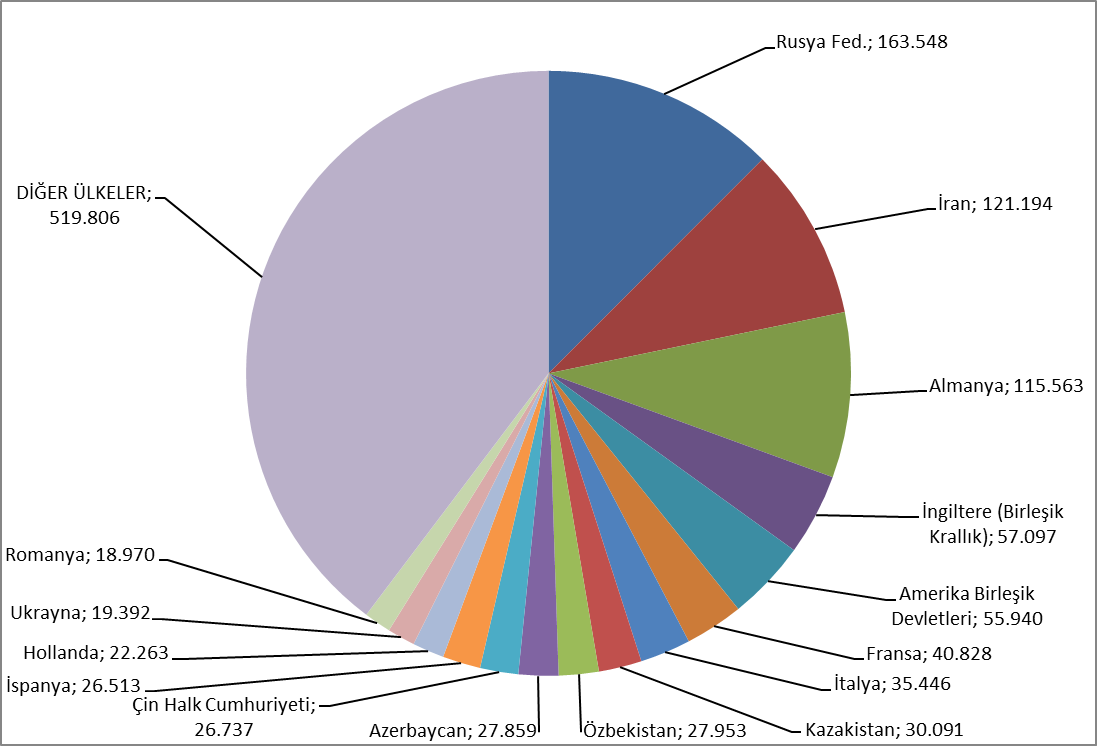 Rusya Fed.; 163.548
İran; 121.194
Almanya; 115.563
İngiltere (Birleşik
Krallık); 57.097
Amerika Birleşik
Devletleri; 55.940
Fransa; 40.828
İtalya; 35.446
Kazakistan; 30.091
Özbekistan; 27.953
Azerbaycan; 27.859
Çin Halk Cumhuriyeti;
26.737
İspanya; 26.513
Hollanda; 22.263
Ukrayna; 19.392
Romanya; 18.970
DİĞER ÜLKELER;
519.806